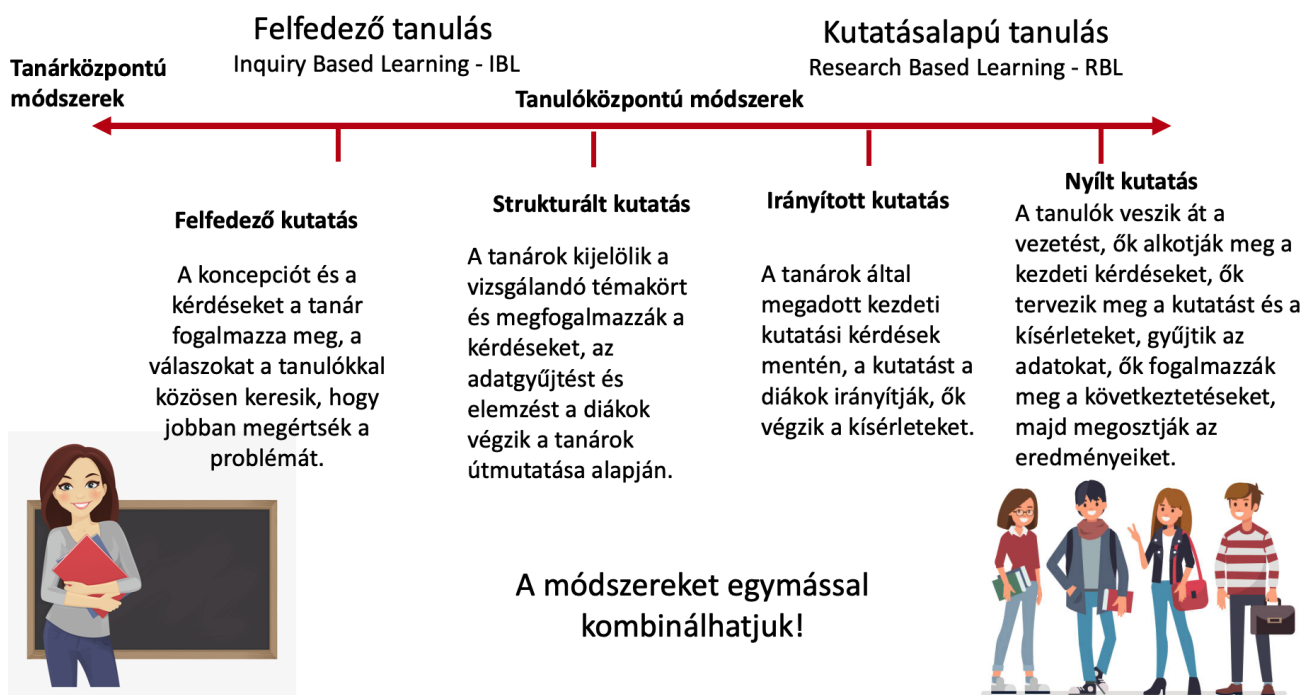 Felfedező tanulás
Inquiry Based Learning - IBL
Kutatásalapú tanulás
Research Based Learning - RBL
Tanárközpontú
módszerek
Tanulóközpontú módszerek
Felfedező kutatás
A koncepciót és a
kérdéseket a tanár
fogalmazza meg, a
válaszokat a tanulókkal
közösen keresik, hogy
jobban megértsék a
problémát.
Strukturált kutatás
A tanárok kijelölik a
vizsgálandó témakört
és megfogalmazzák a
kérdéseket, az
adatgyűjtést és
elemzést a diákok
végzik a tanárok
útmutatása alapján.
Irányított kutatás
A tanárok által
megadott kezdeti
kutatási kérdések
mentén, a kutatást a
diákok irányítják, ők
végzik a kísérleteket.
Nyílt kutatás
A tanulók veszik át a
vezetést, ők alkotják meg a
kezdeti kérdéseket, ők
tervezik meg a kutatást és a
kísérleteket, gyűjtik az
adatokat, ők fogalmazzák
meg a következtetéseket,
majd megosztják az
eredményeiket.
A módszereket egymással
kombinálhatjuk!